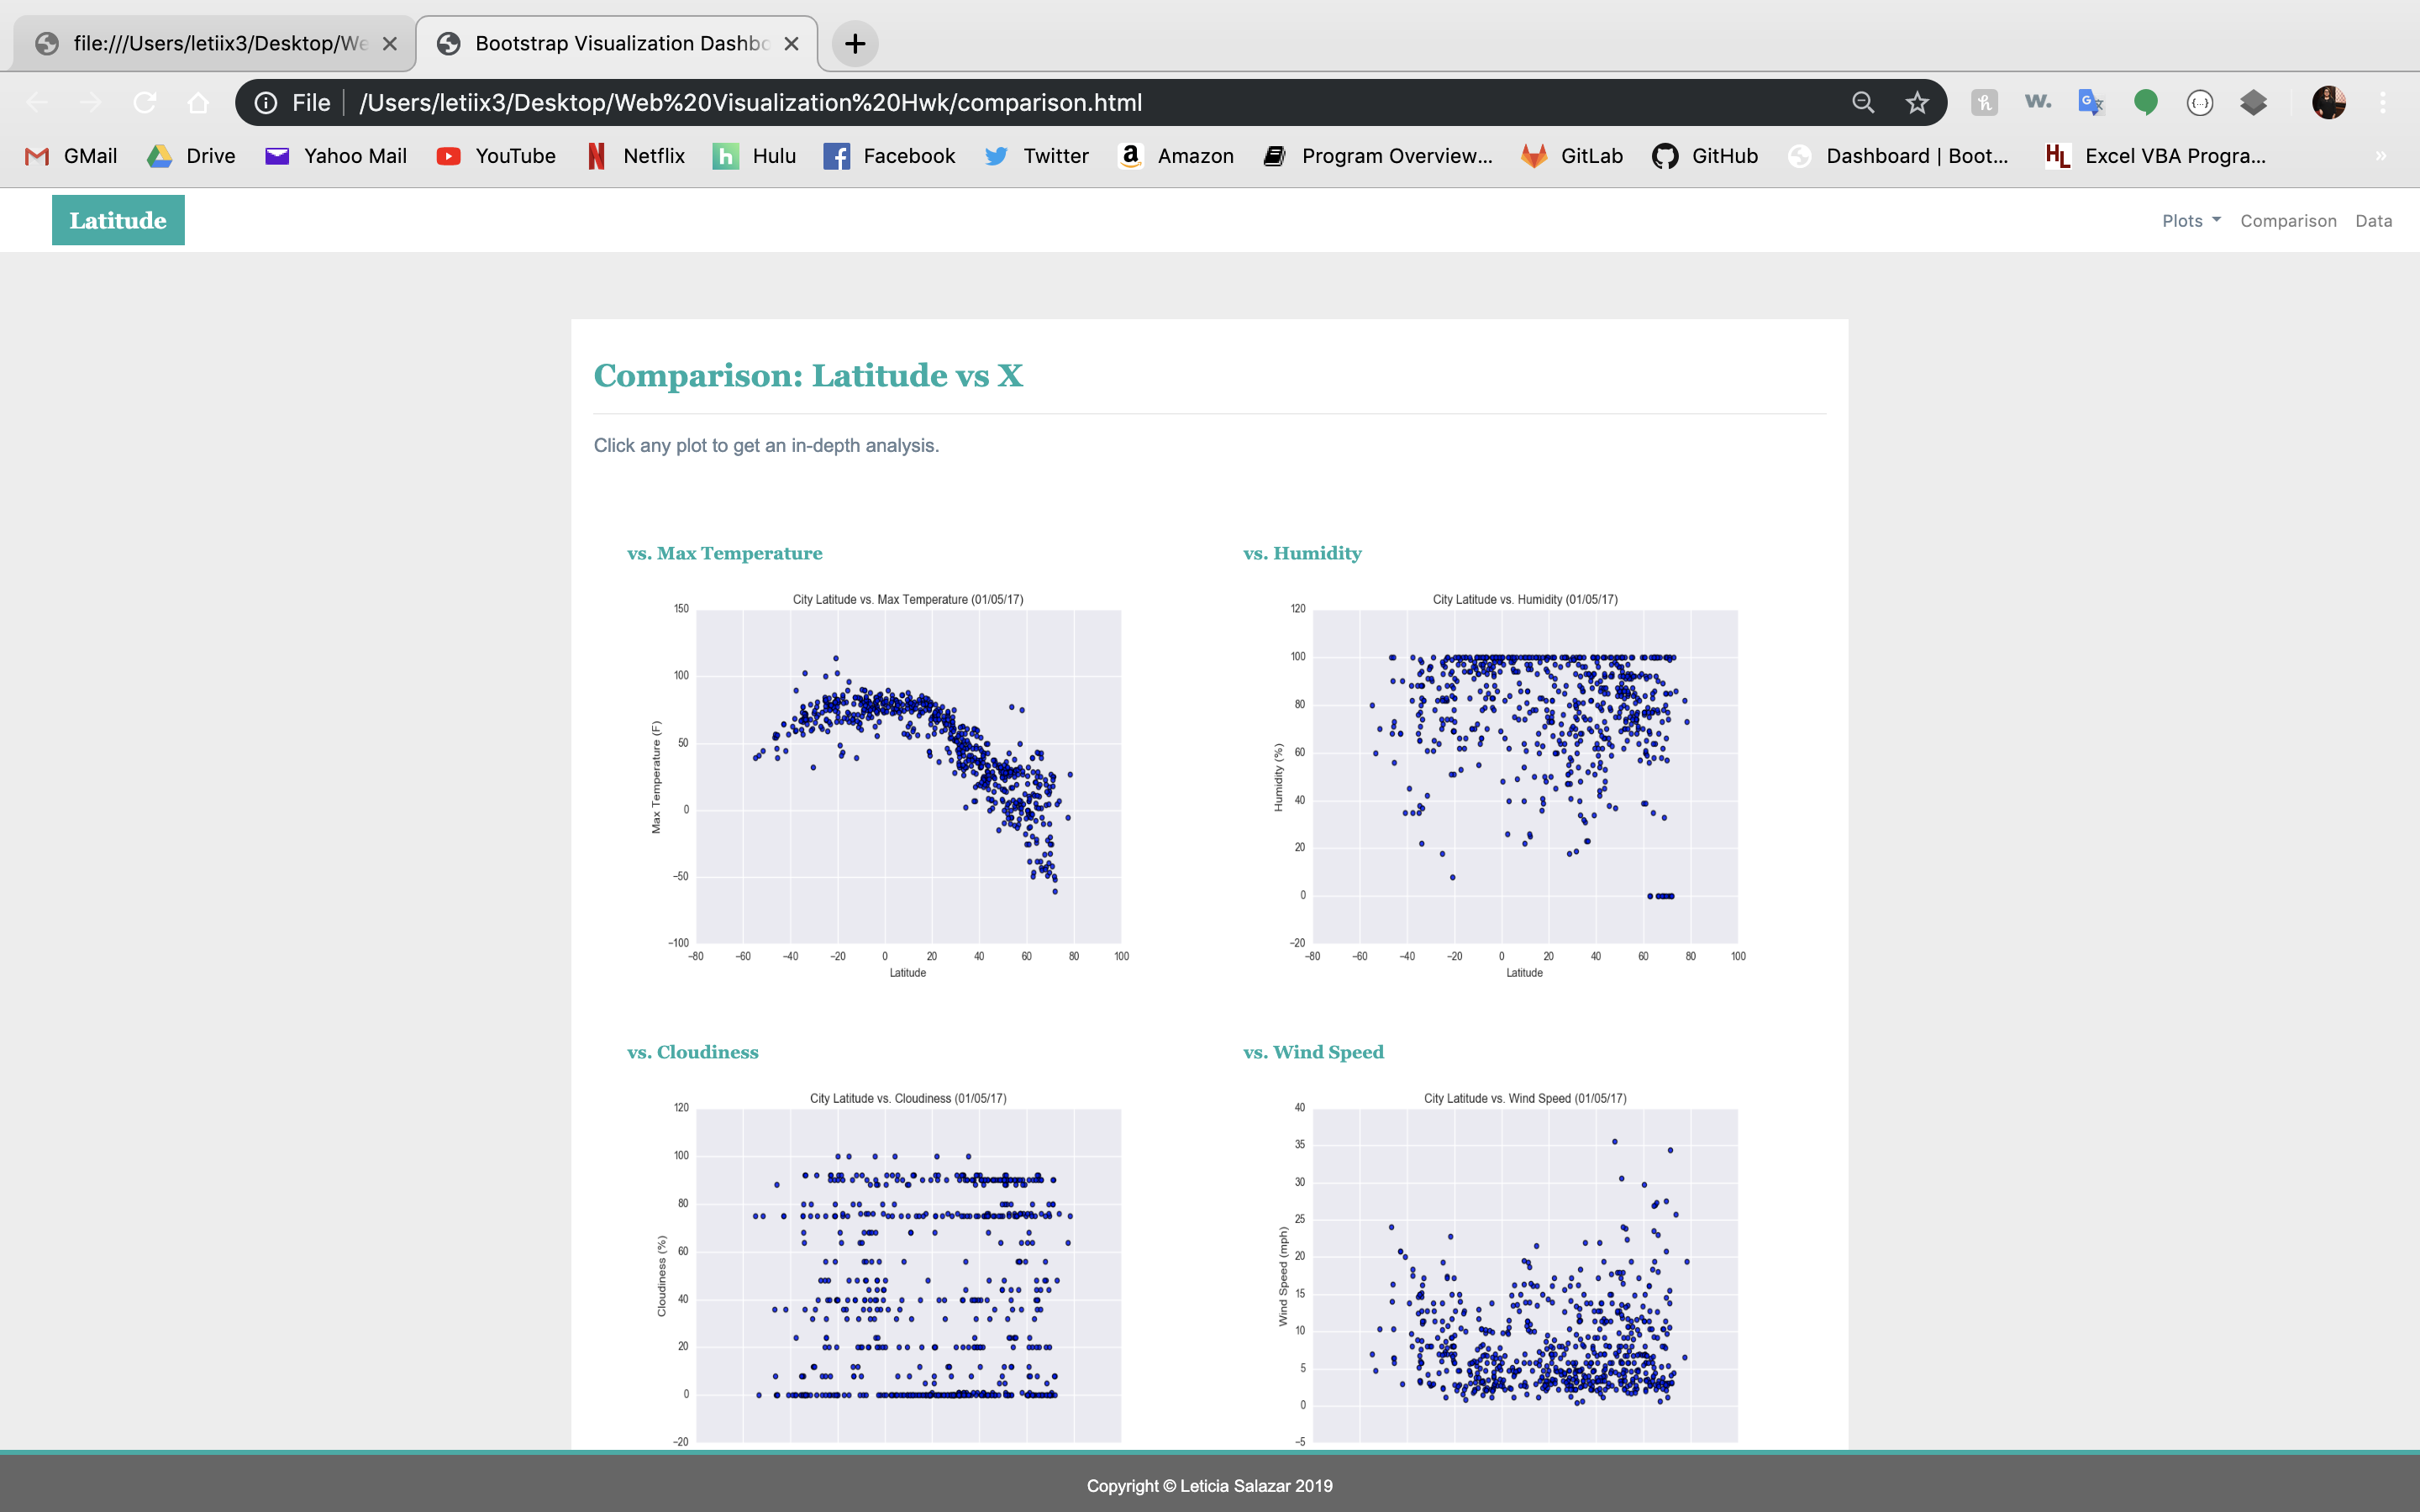 file:///Users/letiix3/Desktop/We
Bootstrap Visualization Dashbo
File /Users/letiix3/Desktop/Web%20Visualization%20Hwk/comparison.html
GMail Drive Yahoo Mail YouTube Netflix Hulu Facebook Twitter Amazon Program Overview... GitLab GitHub Dashboard | Boot... HL Excel VBA Progra... »
Latitude
Plots Comparison Data
Comparison: Latitude vs X
Click any plot to get an in-depth analysis.
vs. Max Temperature
City Latitude vs. Max Temperature (01/05/17)
150
100
50
0
−50
−100
Max Temperature (F)
−80 −60 −40 −20 0 20 40 60 80 100
Latitude
vs. Humidity
City Latitude vs. Humidity (01/05/17)
120
100
80
60
40
20
0
−20
Humidity (%)
−80 −60 −40 −20 0 20 40 60 80 100
Latitude
vs. Cloudiness
City Latitude vs. Cloudiness (01/05/17)
120
100
80
60
40
20
0
−20
Cloudiness (%)
vs. Wind Speed
City Latitude vs. Wind Speed (01/05/17)
40
35
30
25
20
15
10
5
0
−5
Wind Speed (mph)
Copyright © Leticia Salazar 2019